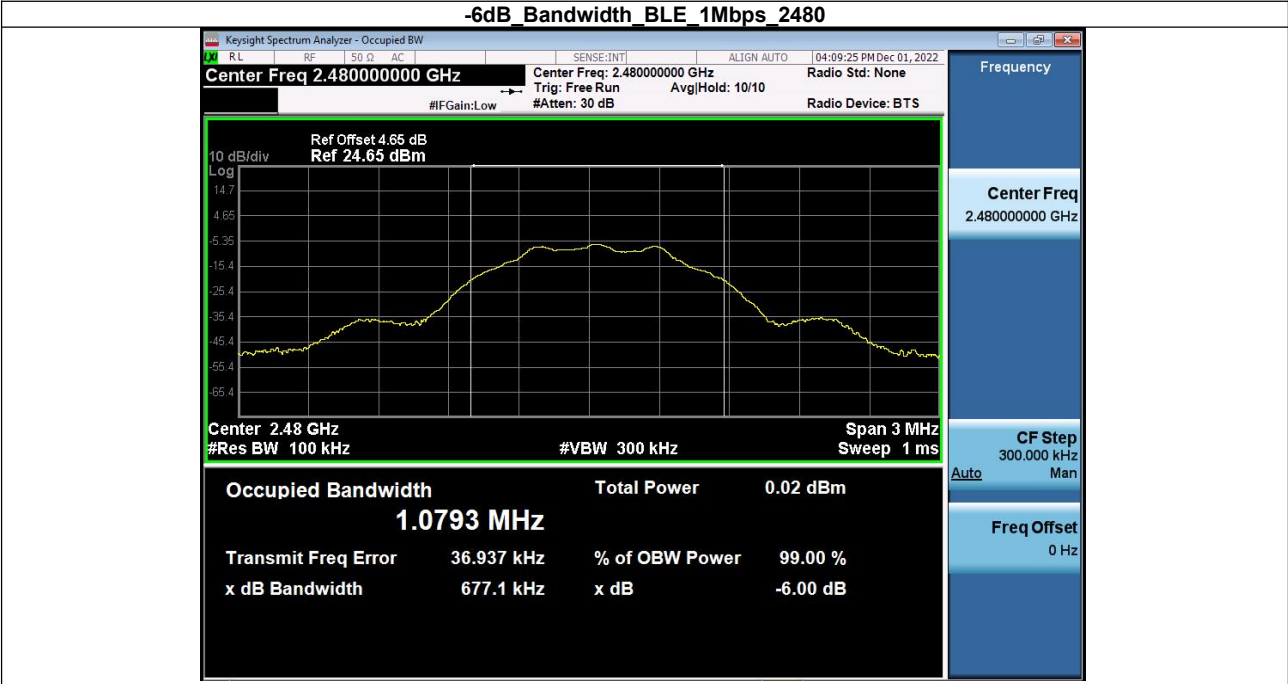 -6dB_Bandwidth_BLE_1Mbps_2480
Keysight Spectrum Analyzer - Occupied BW
LXI RL RF 50 Ω AC SENSE:INT ALIGN AUTO 04:09:25 PM Dec 01, 2022
Center Freq 2.480000000 GHz
Center Freq: 2.480000000 GHz Radio Std: None
Trig: Free Run Avg|Hold: 10/10
#IFGain:Low #Atten: 30 dB Radio Device: BTS
Frequency
Ref Offset 4.65 dB
10 dB/div Ref 24.65 dBm
Log
14.7
4.65
-5.35
-15.4
-25.4
-35.4
-45.4
-55.4
-65.4
Center Freq
2.480000000 GHz
Center 2.48 GHz Span 3 MHz
#Res BW 100 kHz #VBW 300 kHz Sweep 1 ms
CF Step
300.000 kHz
Auto Man
Freq Offset
0 Hz
Occupied Bandwidth Total Power 0.02 dBm
1.0793 MHz
Transmit Freq Error 36.937 kHz % of OBW Power 99.00 %
x dB Bandwidth 677.1 kHz x dB -6.00 dB